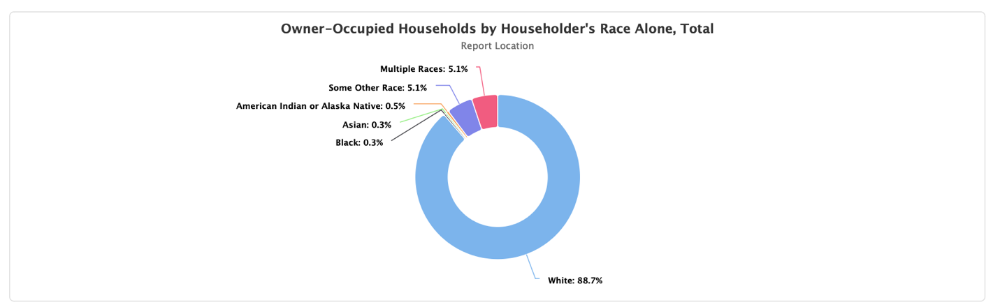 Owner-Occupied Households by Householder's Race Alone, Total
Report Location
Multiple Races: 5.1%
Some Other Race: 5.1%
American Indian or Alaska Native: 0.5%
Asian: 0.3%
Black: 0.3%
White: 88.7%